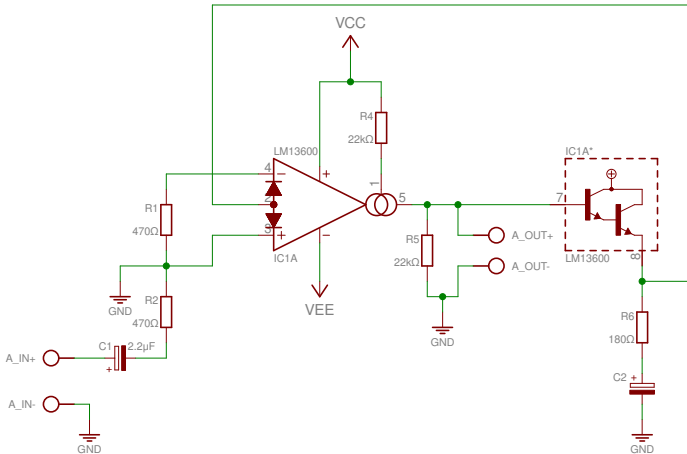 VCC
R4
22kΩ
LM13600
IC1A*
4
−
+
1
2
5
7
R1
470Ω
3
+
−
R5
22kΩ
A_OUT+
IC1A
LM13600
8
A_OUT-
R2
470Ω
GND
VEE
R6
180Ω
GND
C1
2.2µF
A_IN+
+
C2
+
A_IN-
GND
GND